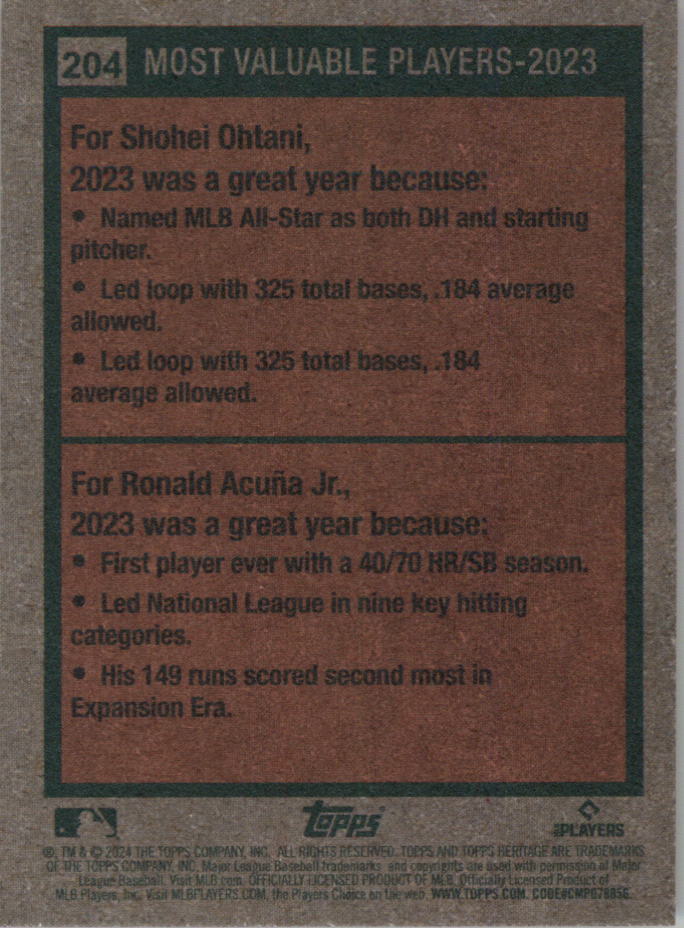 204 MOST VALUABLE PLAYERS-2023
For Shohei Ohtani,
2023 was a great year because:
• Named MLB All-Star as both DH and starting
pitcher.
• Led loop with 325 total bases, .184 average
allowed.
• Led loop with 325 total bases, .184
average allowed.
For Ronald Acuña Jr.,
2023 was a great year because:
• First player ever with a 40/70 HR/SB season.
• Led National League in nine key hitting
categories.
• His 149 runs scored second most in
Expansion Era.
Topps
PLAYERS
®, TM & © 2024 THE TOPPS COMPANY, INC. ALL RIGHTS RESERVED. TOPPS AND TOPPS HERITAGE ARE TRADEMARKS
OF THE TOPPS COMPANY, INC. Major League Baseball trademarks and copyrights are used with permission of Major
League Baseball. Visit MLB.com. OFFICIALLY LICENSED PRODUCT OF MLB. Officially Licensed Product of
MLB Players, Inc. Visit MLBPLAYERS.COM, the Players Choice on the web. WWW.TOPPS.COM. CODE#CMP078856.